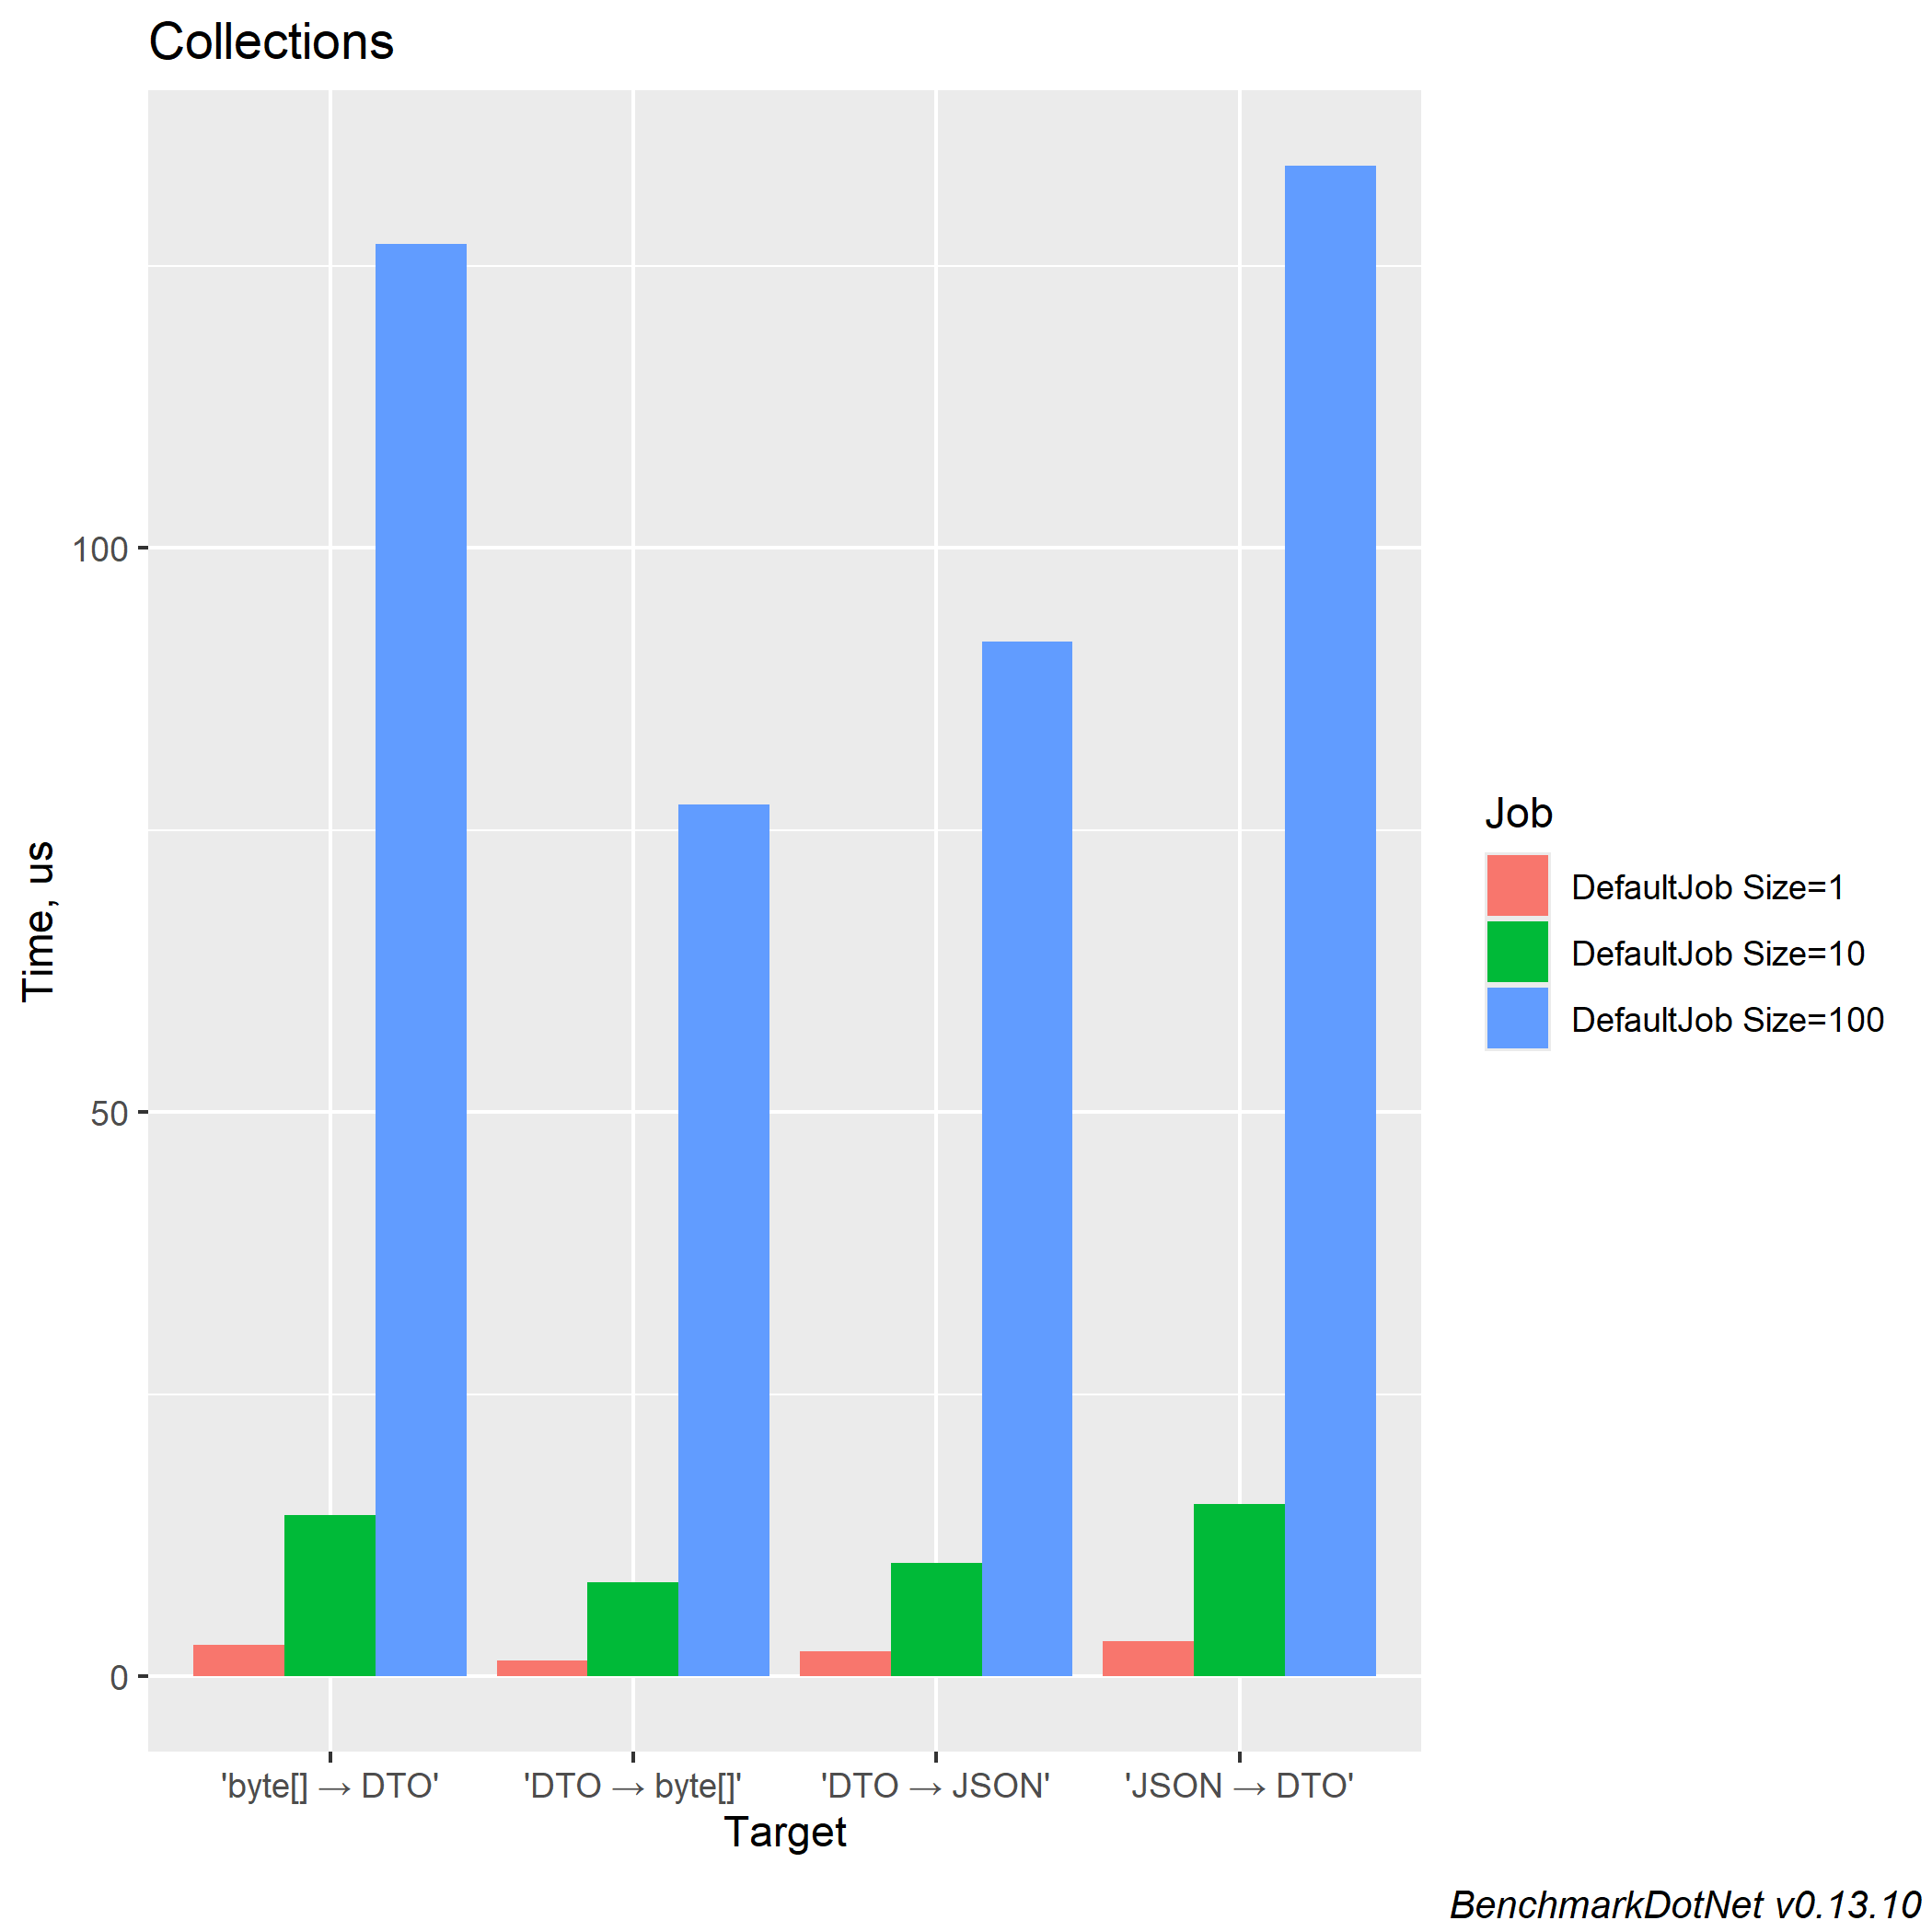 Collections
Time, us
100
50
0
'byte[] → DTO'
'DTO → byte[]'
'DTO → JSON'
'JSON → DTO'
Target
Job
DefaultJob Size=1
DefaultJob Size=10
DefaultJob Size=100
BenchmarkDotNet v0.13.10